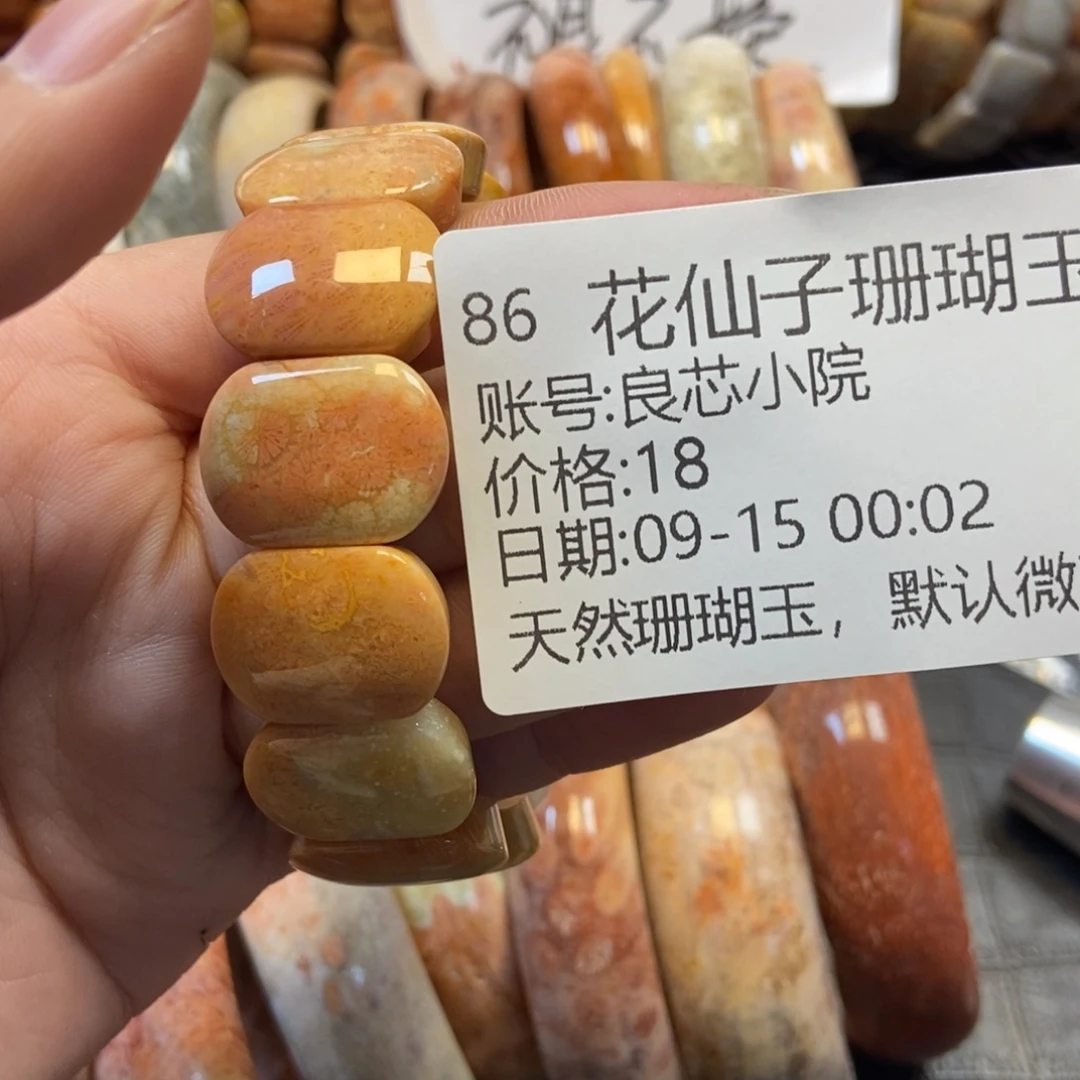 86 花仙子珊瑚玉
账号:良芯小院
价格:18
日期:09-15 00:02
天然珊瑚玉，默认微